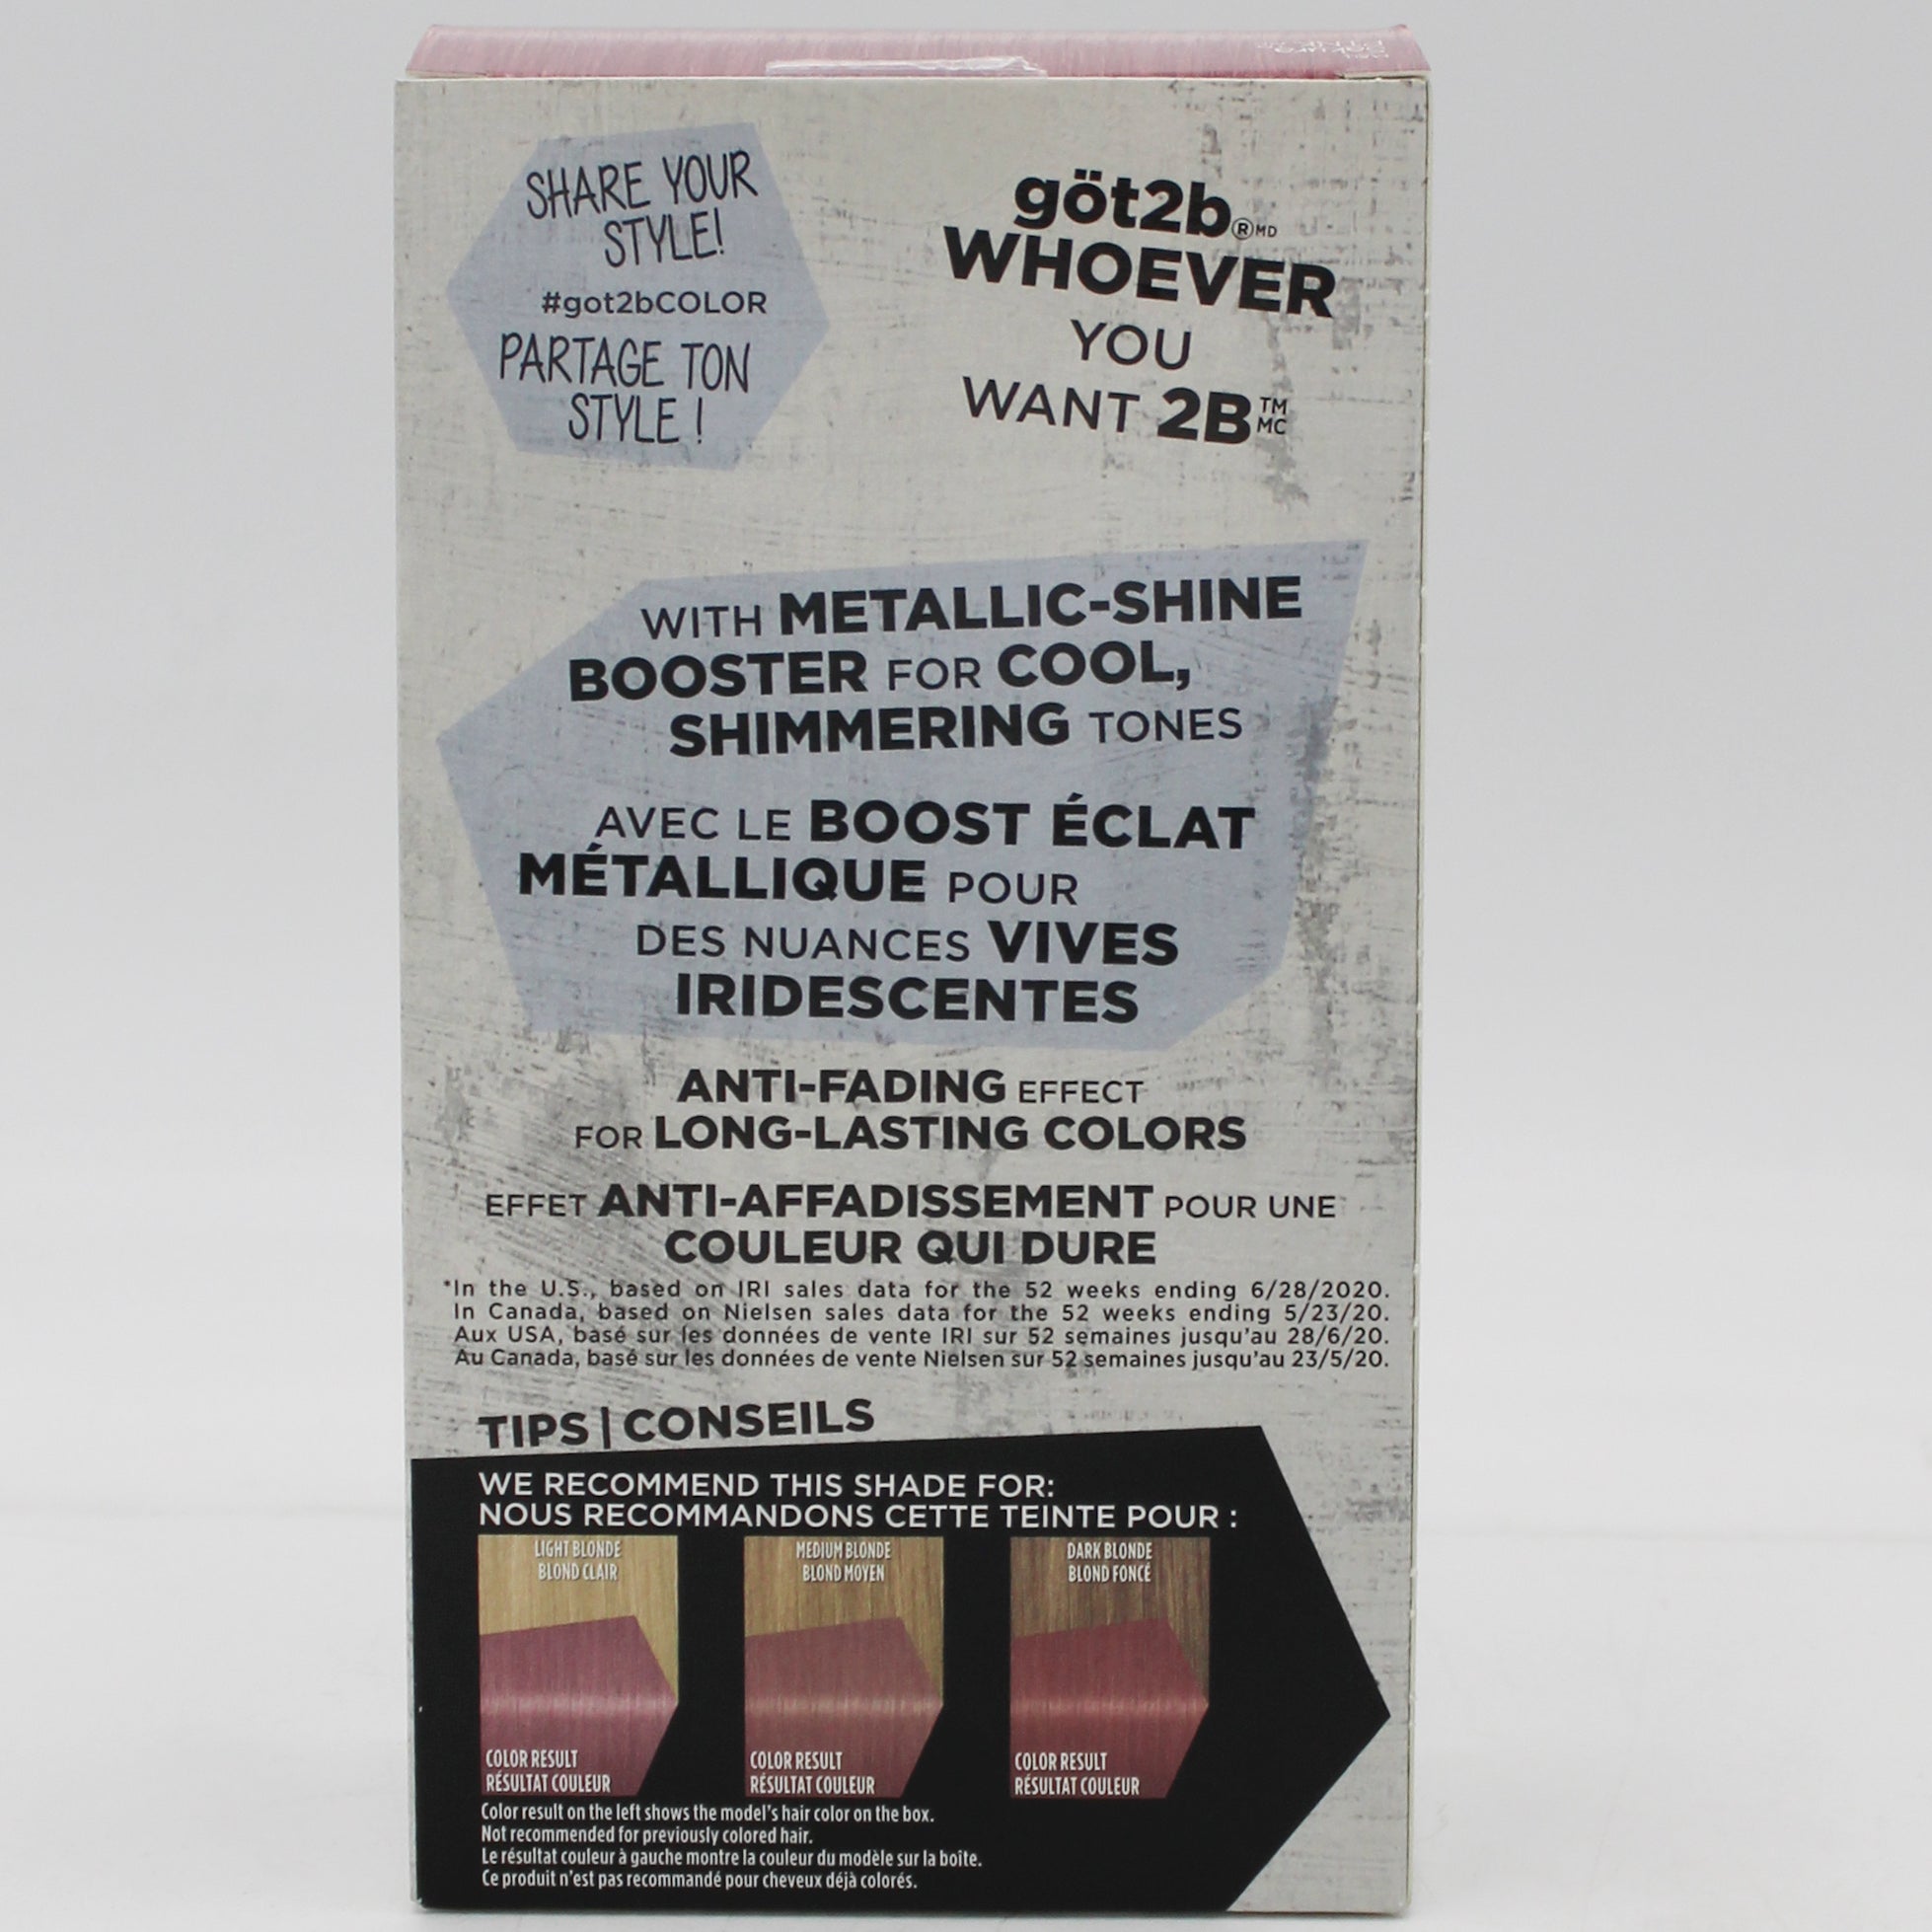 SHARE YOUR
STYLE!
#got2bCOLOR
PARTAGE TON
STYLE !
göt2b®MD
WHOEVER
YOU
WANT 2B™MC
WITH METALLIC-SHINE
BOOSTER FOR COOL,
SHIMMERING TONES
AVEC LE BOOST ÉCLAT
MÉTALLIQUE POUR
DES NUANCES VIVES
IRIDESCENTES
ANTI-FADING EFFECT
FOR LONG-LASTING COLORS
EFFET ANTI-AFFADISSEMENT POUR UNE
COULEUR QUI DURE
*In the U.S., based on IRI sales data for the 52 weeks ending 6/28/2020.
In Canada, based on Nielsen sales data for the 52 weeks ending 5/23/20.
Aux USA, basé sur les données de vente IRI sur 52 semaines jusqu'au 28/6/20.
Au Canada, basé sur les données de vente Nielsen sur 52 semaines jusqu'au 23/5/20.
TIPS | CONSEILS
WE RECOMMEND THIS SHADE FOR:
NOUS RECOMMANDONS CETTE TEINTE POUR :
LIGHT BLONDE
BLOND CLAIR
COLOR RESULT
RÉSULTAT COULEUR
MEDIUM BLONDE
BLOND MOYEN
COLOR RESULT
RÉSULTAT COULEUR
DARK BLONDE
BLOND FONCÉ
COLOR RESULT
RÉSULTAT COULEUR
Color result on the left shows the model's hair color on the box.
Not recommended for previously colored hair.
Le résultat couleur à gauche montre la couleur du modèle sur la boîte.
Ce produit n'est pas recommandé pour cheveux déjà colorés.